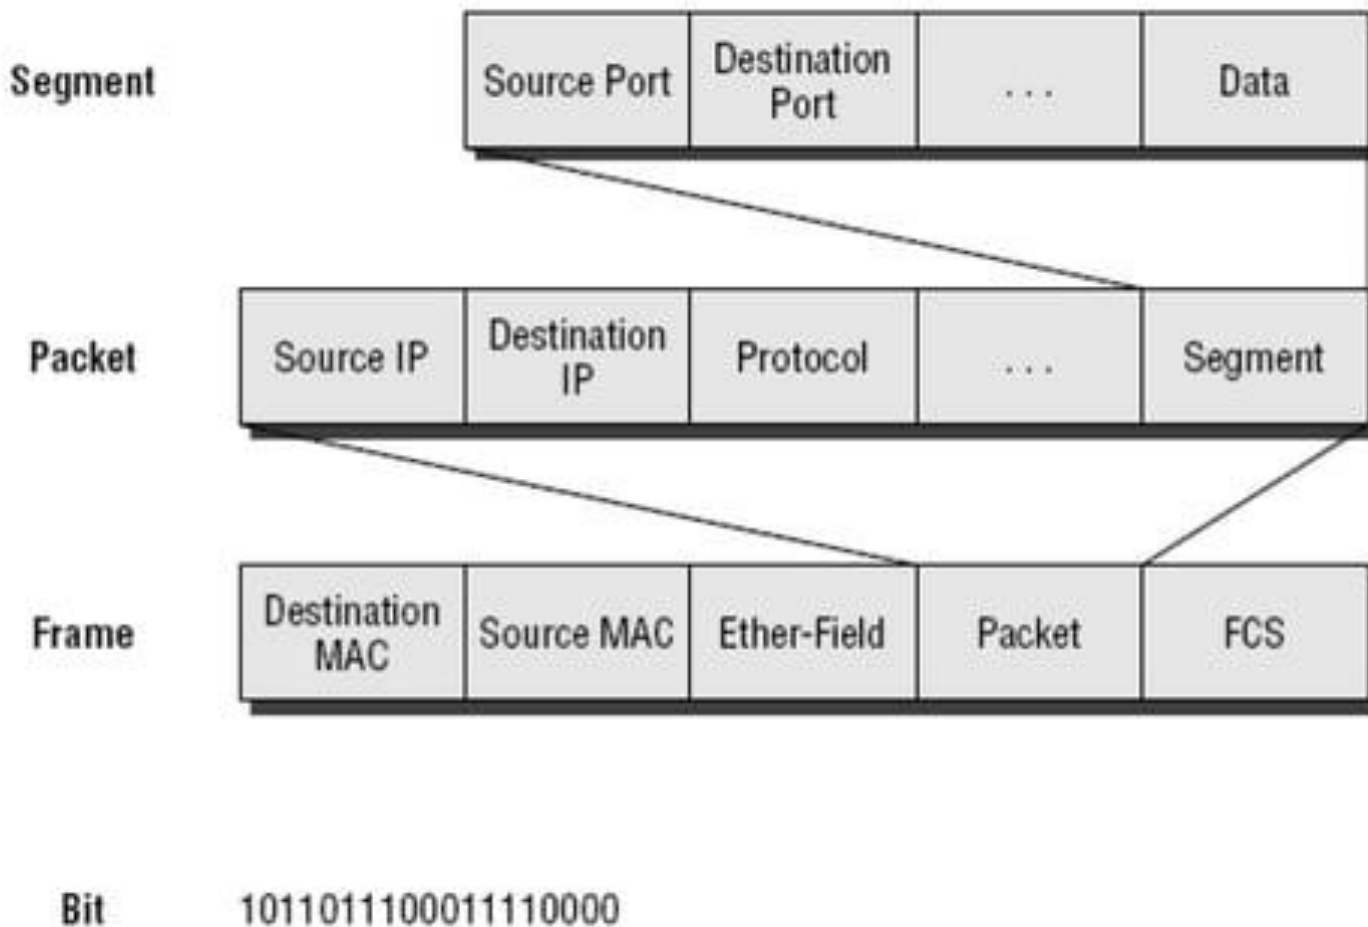 Segment
Source Port
Destination
Port
. . .
Data
Packet
Source IP
Destination
IP
Protocol
. . .
Segment
Frame
Destination
MAC
Source MAC
Ether-Field
Packet
FCS
Bit
1011011100011110000